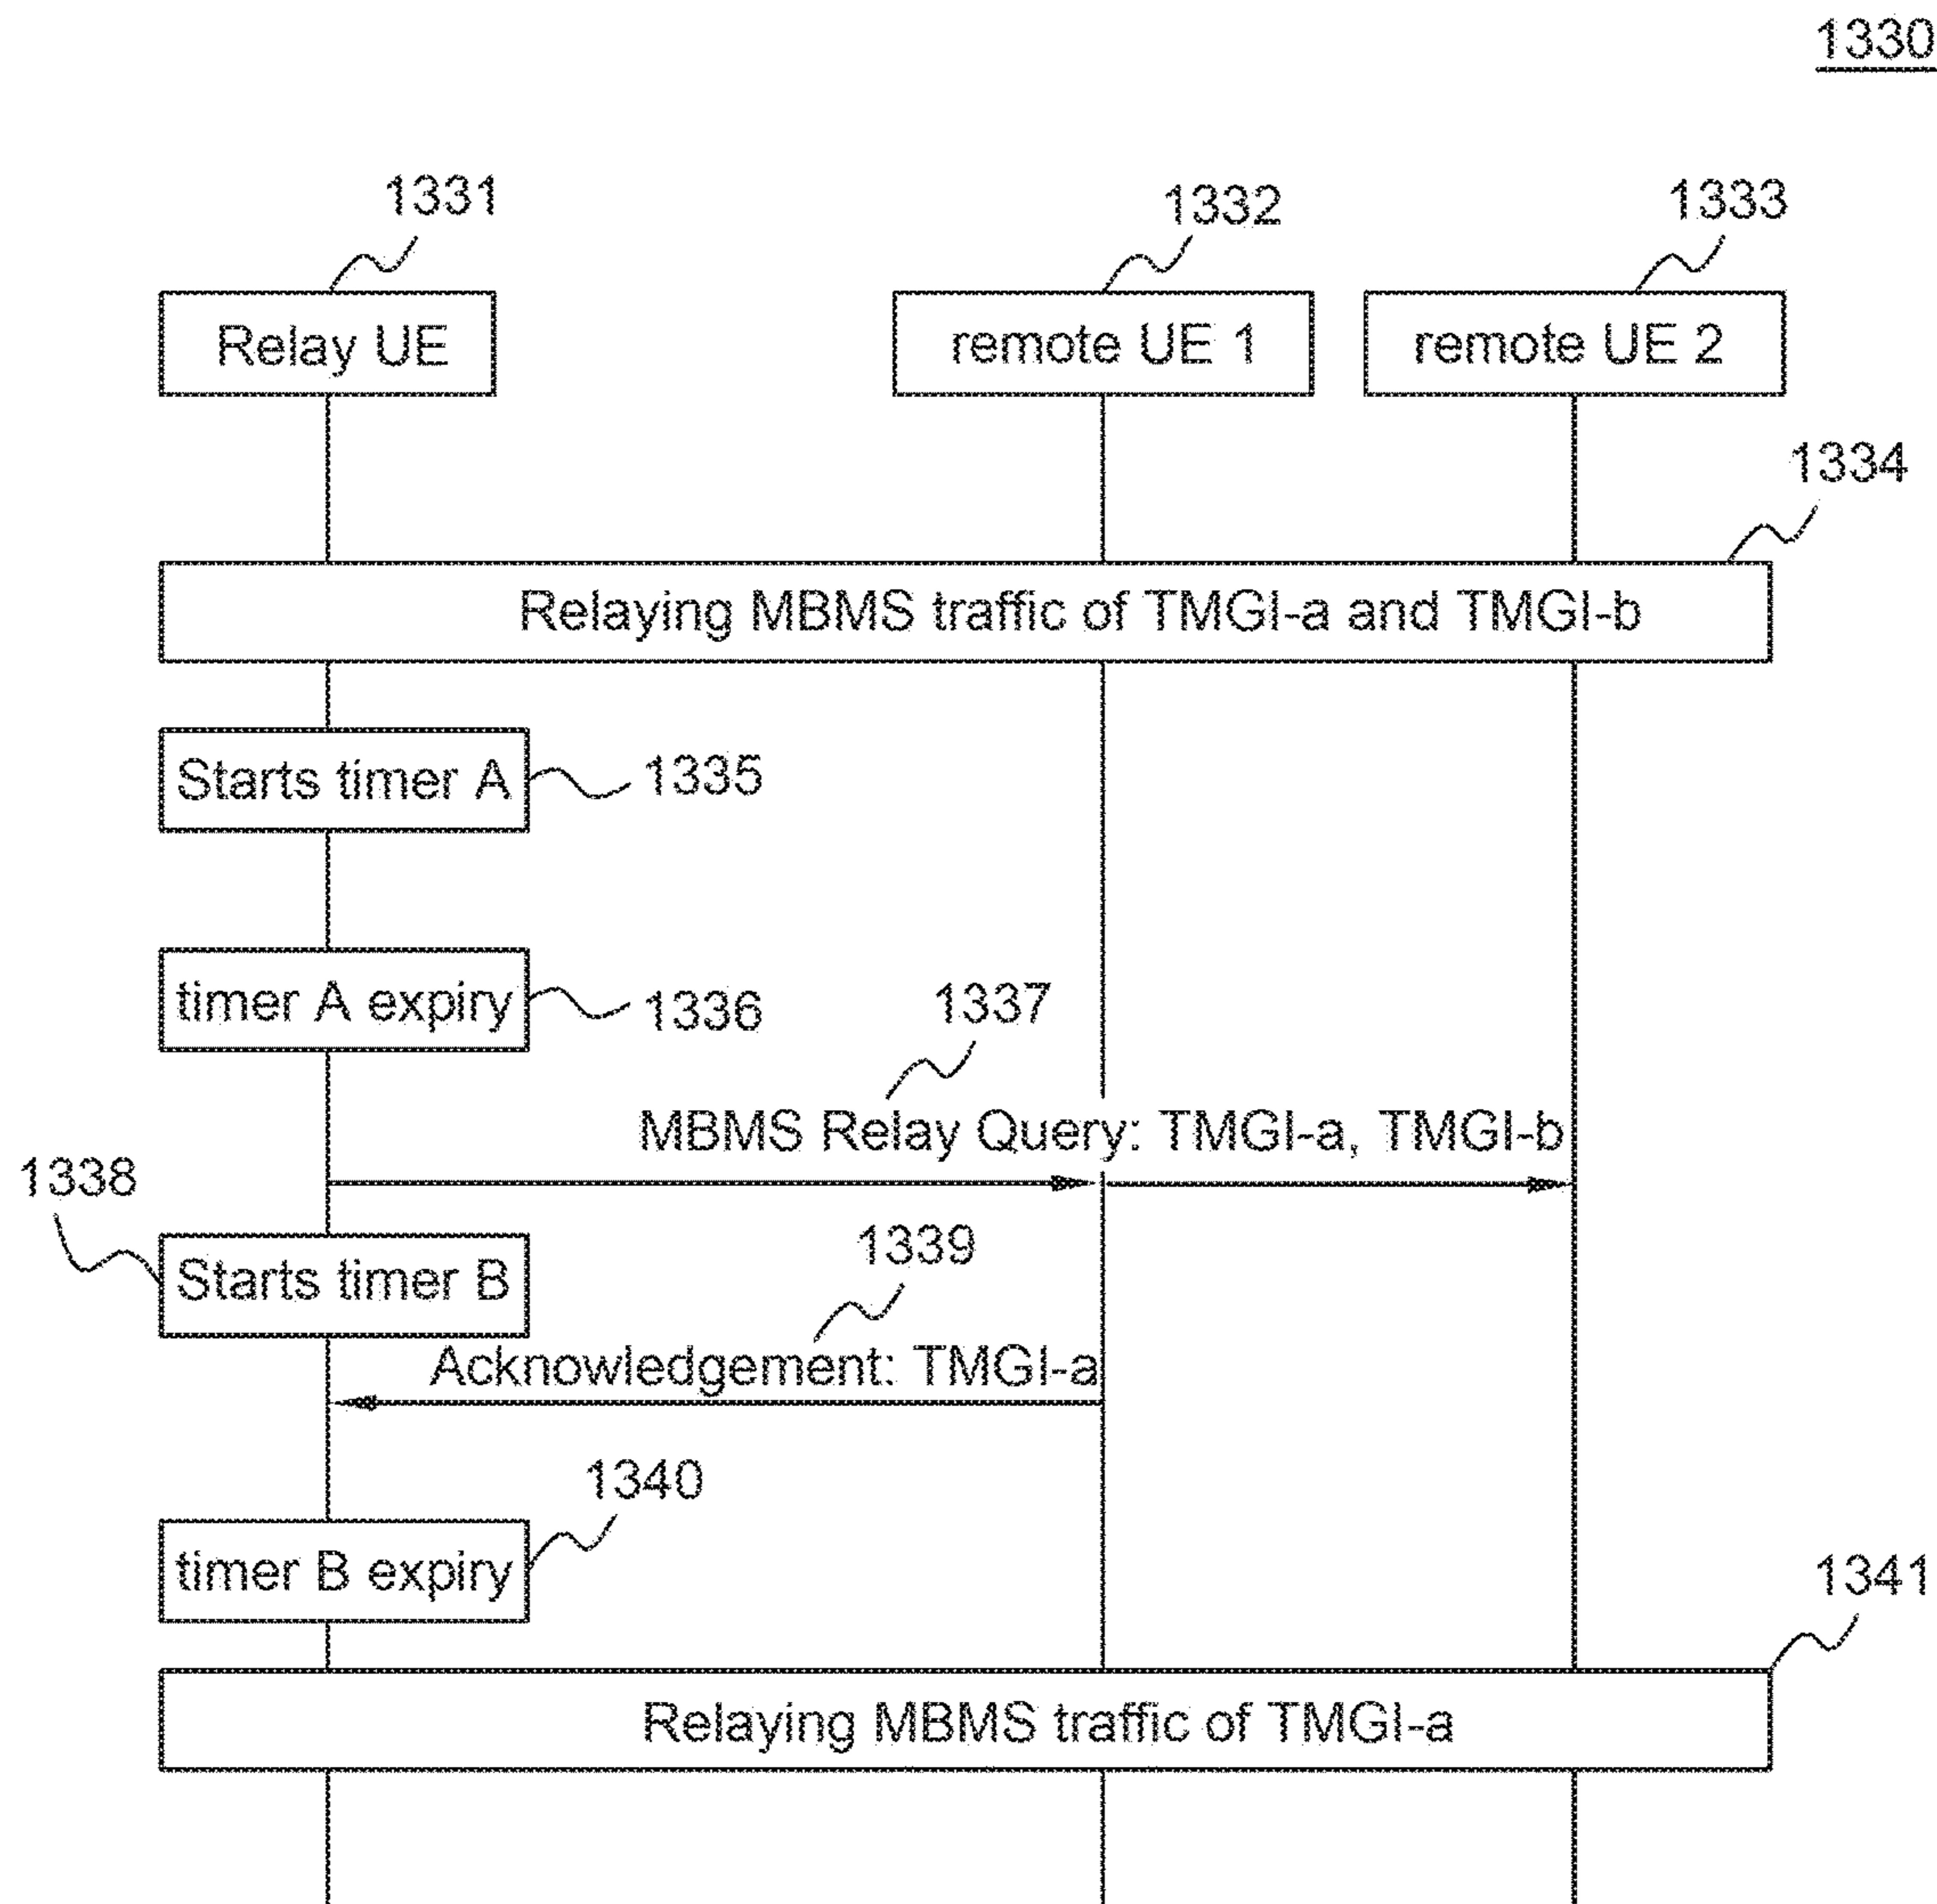 1330
1331
1332
1333
Relay UE
remote UE 1
remote UE 2
1334
Relaying MBMS traffic of TMGI-a and TMGI-b
Starts timer A
1335
timer A expiry
1336
1337
MBMS Relay Query: TMGI-a, TMGI-b
1338
Starts timer B
1339
Acknowledgement: TMGI-a
1340
timer B expiry
1341
Relaying MBMS traffic of TMGI-a